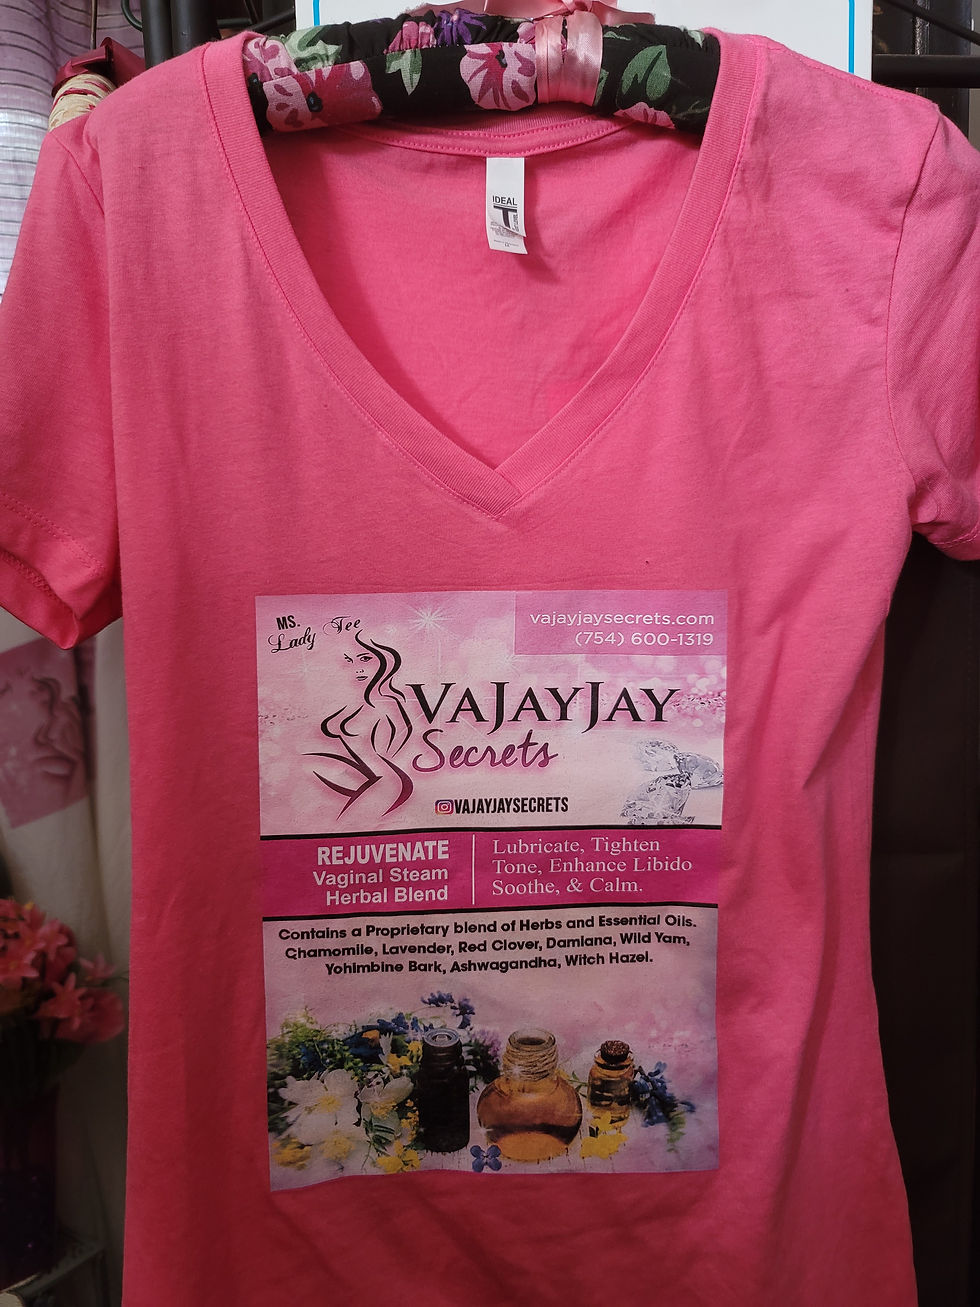 IDEAL
T
MS.
Lady Tee
vajayjaysecrets.com
(754) 600-1319
VAJAYJAY
Secrets
VAJAYJAYSECRETS
REJUVENATE
Vaginal Steam
Herbal Blend
Lubricate, Tighten
Tone, Enhance Libido
Soothe, & Calm.
Contains a Proprietary blend of Herbs and Essential Oils.
Chamomile, Lavender, Red Clover, Damiana, Wild Yam,
Yohimbine Bark, Ashwagandha, Witch Hazel.